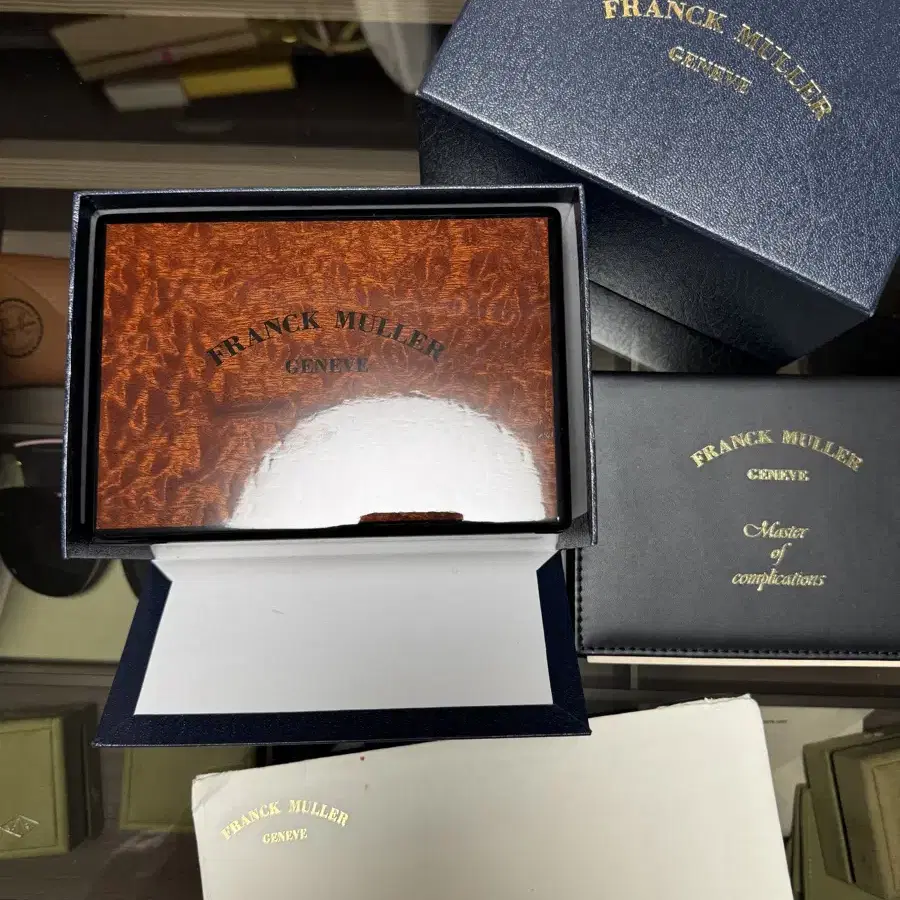 FRANCK MULLER
GENEVE
FRANCK MULLER
GENEVE
FRANCK MULLER
GENEVE
Master
of
complications
FRANCK MULLER
GENEVE